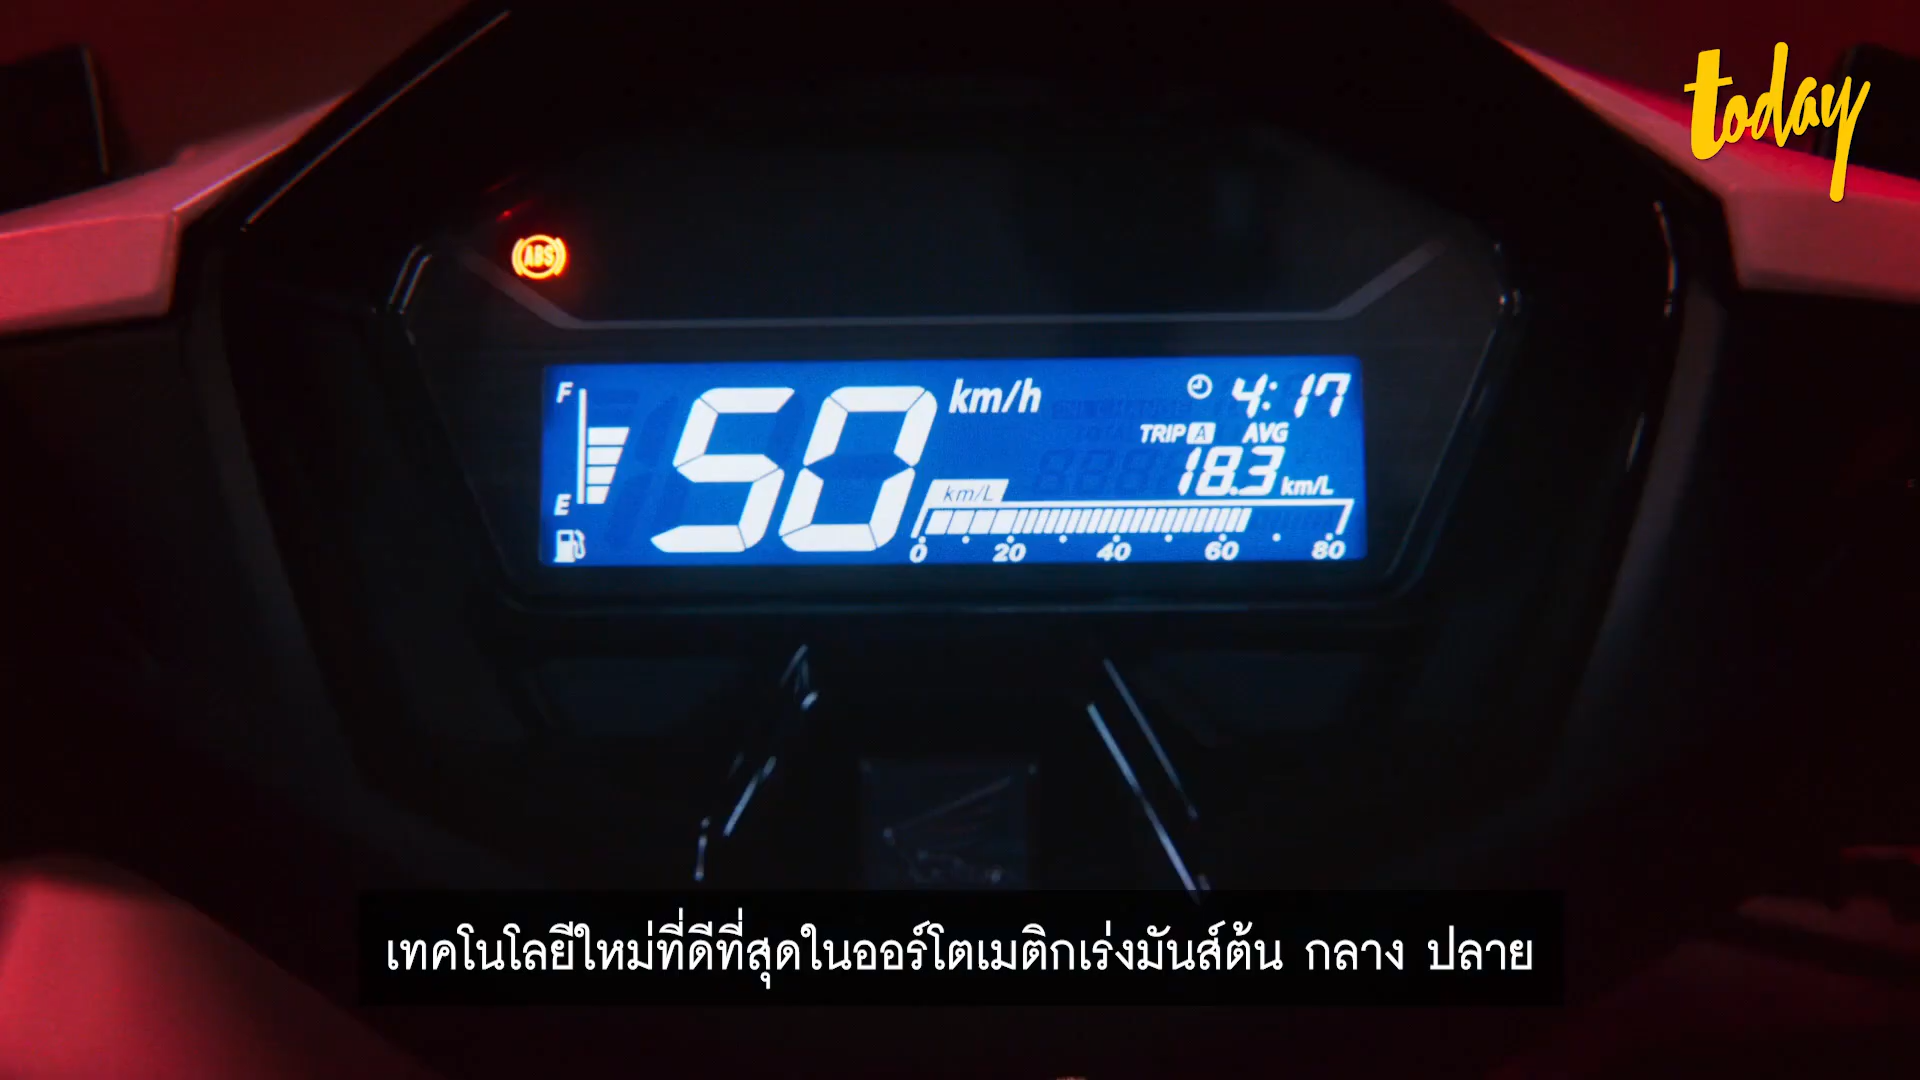 today
ABS
F
E
50 km/h
4:17
TRIP A AVG
18.3 km/L
km/L
0 20 40 60 80
เทคโนโลยีใหม่ที่ดีที่สุดในออร์โตเมติกเร่งมันส์ต้น กลาง ปลาย